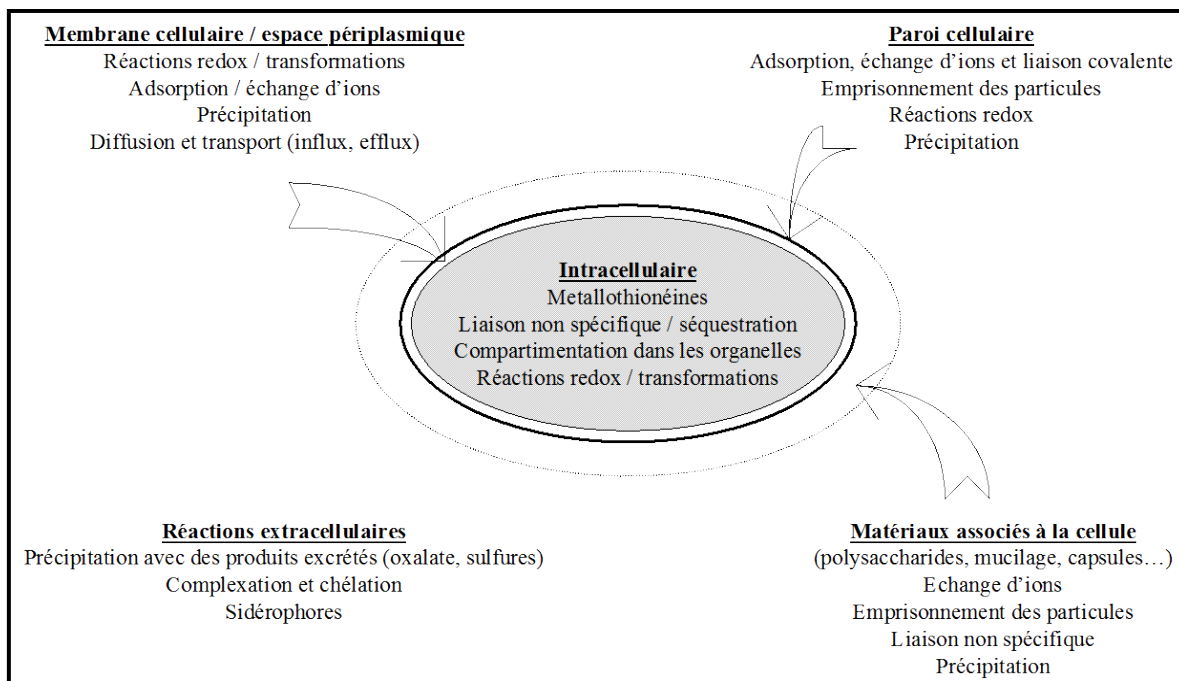 Membrane cellulaire / espace périplasmique
Réactions redox / transformations
Adsorption / échange d’ions
Précipitation
Diffusion et transport (influx, efflux)
Paroi cellulaire
Adsorption, échange d’ions et liaison covalente
Emprisonnement des particules
Réactions redox
Précipitation
Intracellulaire
Metallothionéines
Liaison non spécifique / séquestration
Compartimentation dans les organelles
Réactions redox / transformations
Réactions extracellulaires
Précipitation avec des produits excrétés (oxalate, sulfures)
Complexation et chélation
Sidérophores
Matériaux associés à la cellule
(polysaccharides, mucilage, capsules…)
Echange d’ions
Emprisonnement des particules
Liaison non spécifique
Précipitation